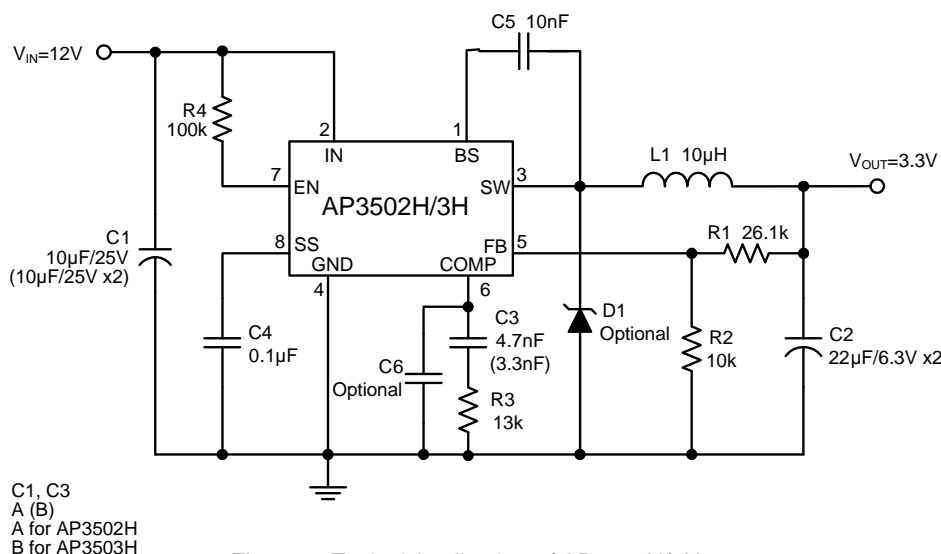 C5 10nF
V_IN=12V
R4
100k
2
1
IN
BS
L1 10µH
V_OUT=3.3V
7
EN
SW
3
AP3502H/3H
C1
10µF/25V
(10µF/25V x2)
8
SS
FB
5
R1 26.1k
GND
COMP
4
6
C4
0.1µF
C3
4.7nF
(3.3nF)
C6
Optional
R3
13k
D1
Optional
R2
10k
C2
22µF/6.3V x2
C1, C3
A (B)
A for AP3502H
B for AP3503H